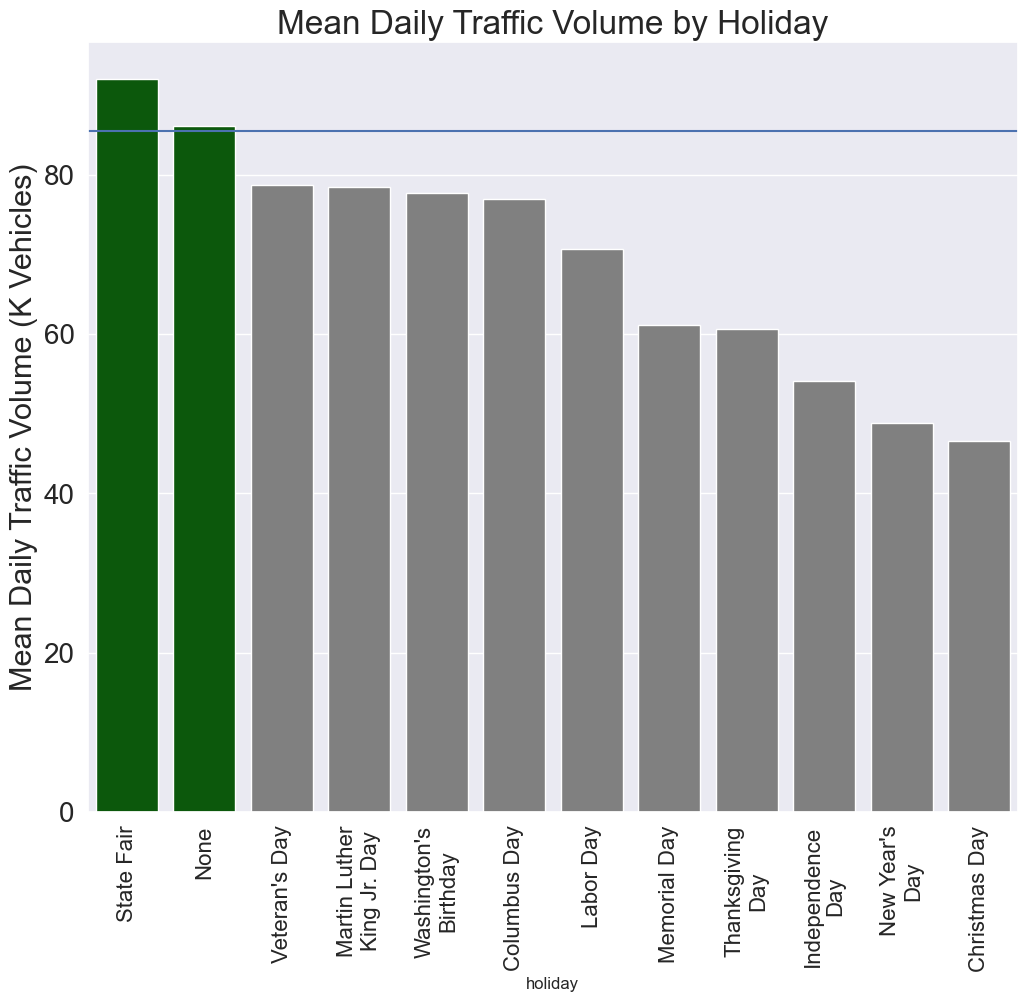 Mean Daily Traffic Volume by Holiday
Mean Daily Traffic Volume (K Vehicles)
80
60
40
20
0
State Fair
None
Veteran's Day
Martin Luther
King Jr. Day
Washington's
Birthday
Columbus Day
Labor Day
Memorial Day
Thanksgiving
Day
Independence
Day
New Year's
Day
Christmas Day
holiday